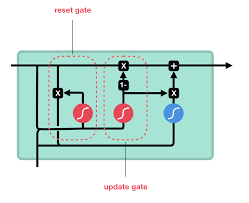 reset gate
x
+
1-
x
x
update gate